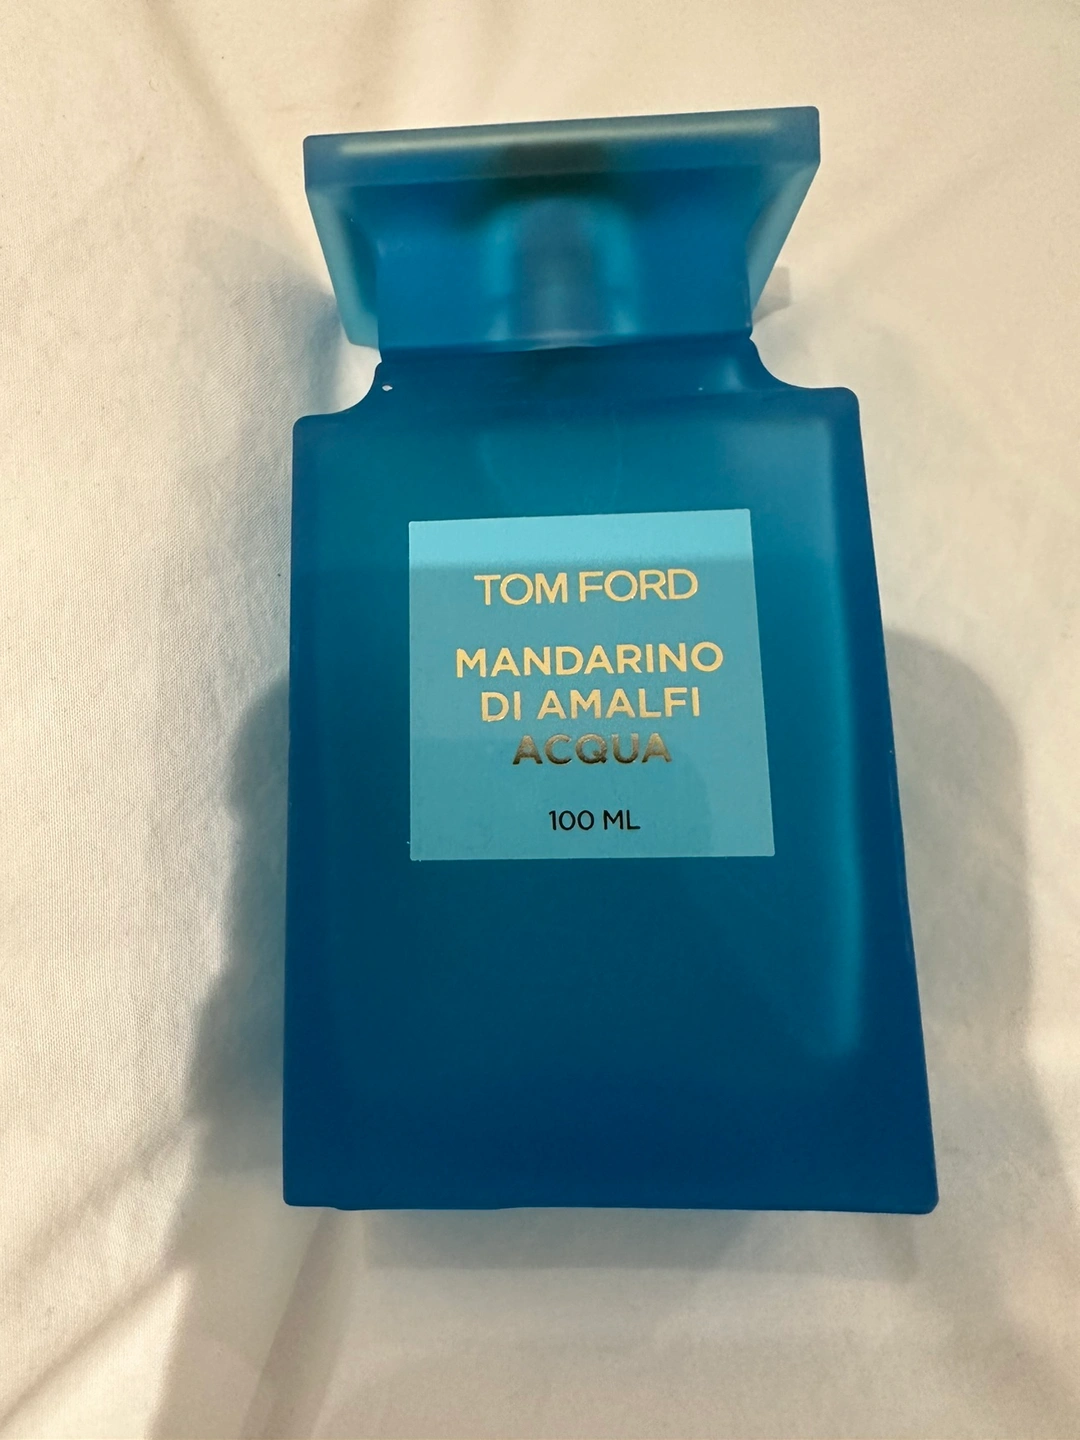 TOM FORD
MANDARINO
DI AMALFI
ACQUA
100 ML